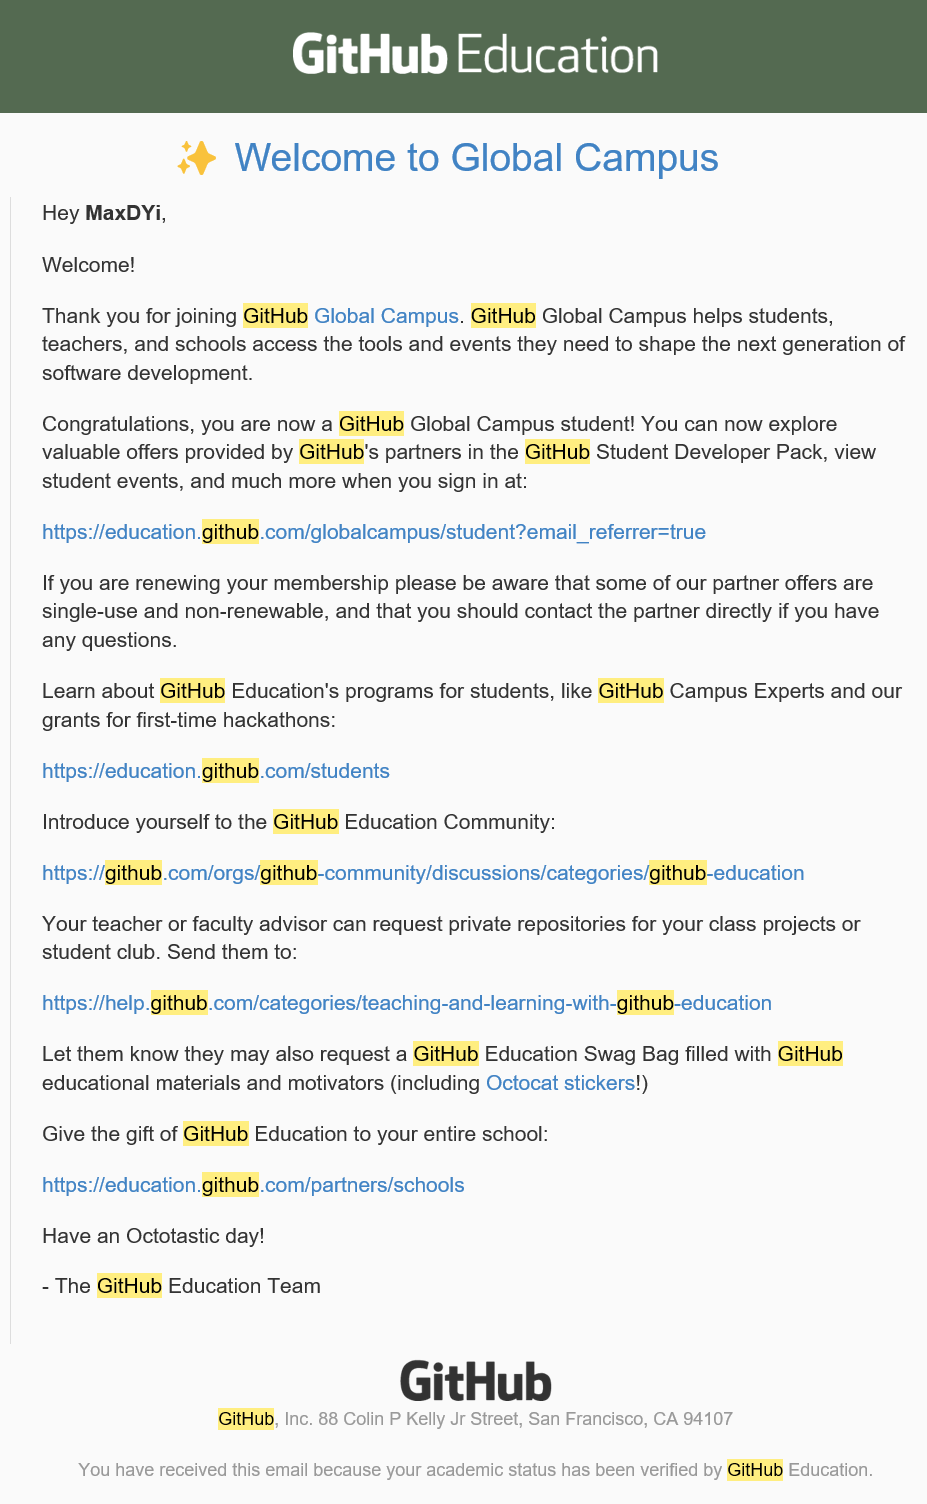 GitHub Education
✨ Welcome to Global Campus
Hey MaxDYi,
Welcome!
Thank you for joining GitHub Global Campus. GitHub Global Campus helps students,
teachers, and schools access the tools and events they need to shape the next generation of
software development.
Congratulations, you are now a GitHub Global Campus student! You can now explore
valuable offers provided by GitHub's partners in the GitHub Student Developer Pack, view
student events, and much more when you sign in at:
https://education.github.com/globalcampus/student?email_referrer=true
If you are renewing your membership please be aware that some of our partner offers are
single-use and non-renewable, and that you should contact the partner directly if you have
any questions.
Learn about GitHub Education's programs for students, like GitHub Campus Experts and our
grants for first-time hackathons:
https://education.github.com/students
Introduce yourself to the GitHub Education Community:
https://github.com/orgs/github-community/discussions/categories/github-education
Your teacher or faculty advisor can request private repositories for your class projects or
student club. Send them to:
https://help.github.com/categories/teaching-and-learning-with-github-education
Let them know they may also request a GitHub Education Swag Bag filled with GitHub
educational materials and motivators (including Octocat stickers!)
Give the gift of GitHub Education to your entire school:
https://education.github.com/partners/schools
Have an Octotastic day!
- The GitHub Education Team
GitHub
GitHub, Inc. 88 Colin P Kelly Jr Street, San Francisco, CA 94107
You have received this email because your academic status has been verified by GitHub Education.